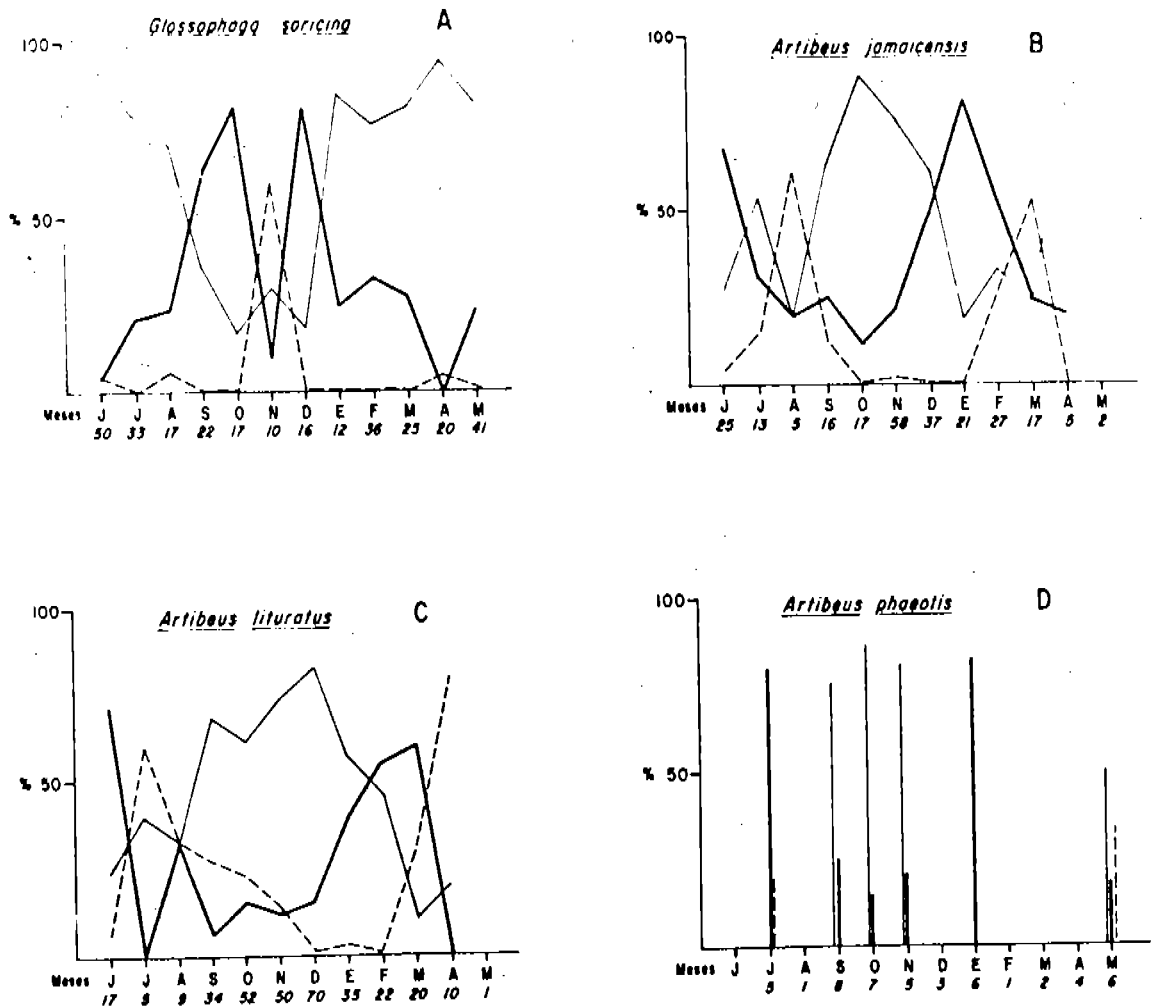 Glossophaga soricina A
100
% 50
Meses J J A S O N D E F M A M
50 33 17 22 17 10 16 12 36 25 20 41
Artibeus jamaicensis B
100
% 50
Meses J J A S O N D E F M A M
25 13 5 16 17 58 37 21 27 17 5 2
Artibeus lituratus C
100
% 50
Meses J J A S O N D E F M A M
17 9 34 52 50 70 35 22 20 10 1
Artibeus phaeotis D
100
% 50
Meses J J A S O N D E F M A M
5 1 8 7 5 3 6 1 2 4 6